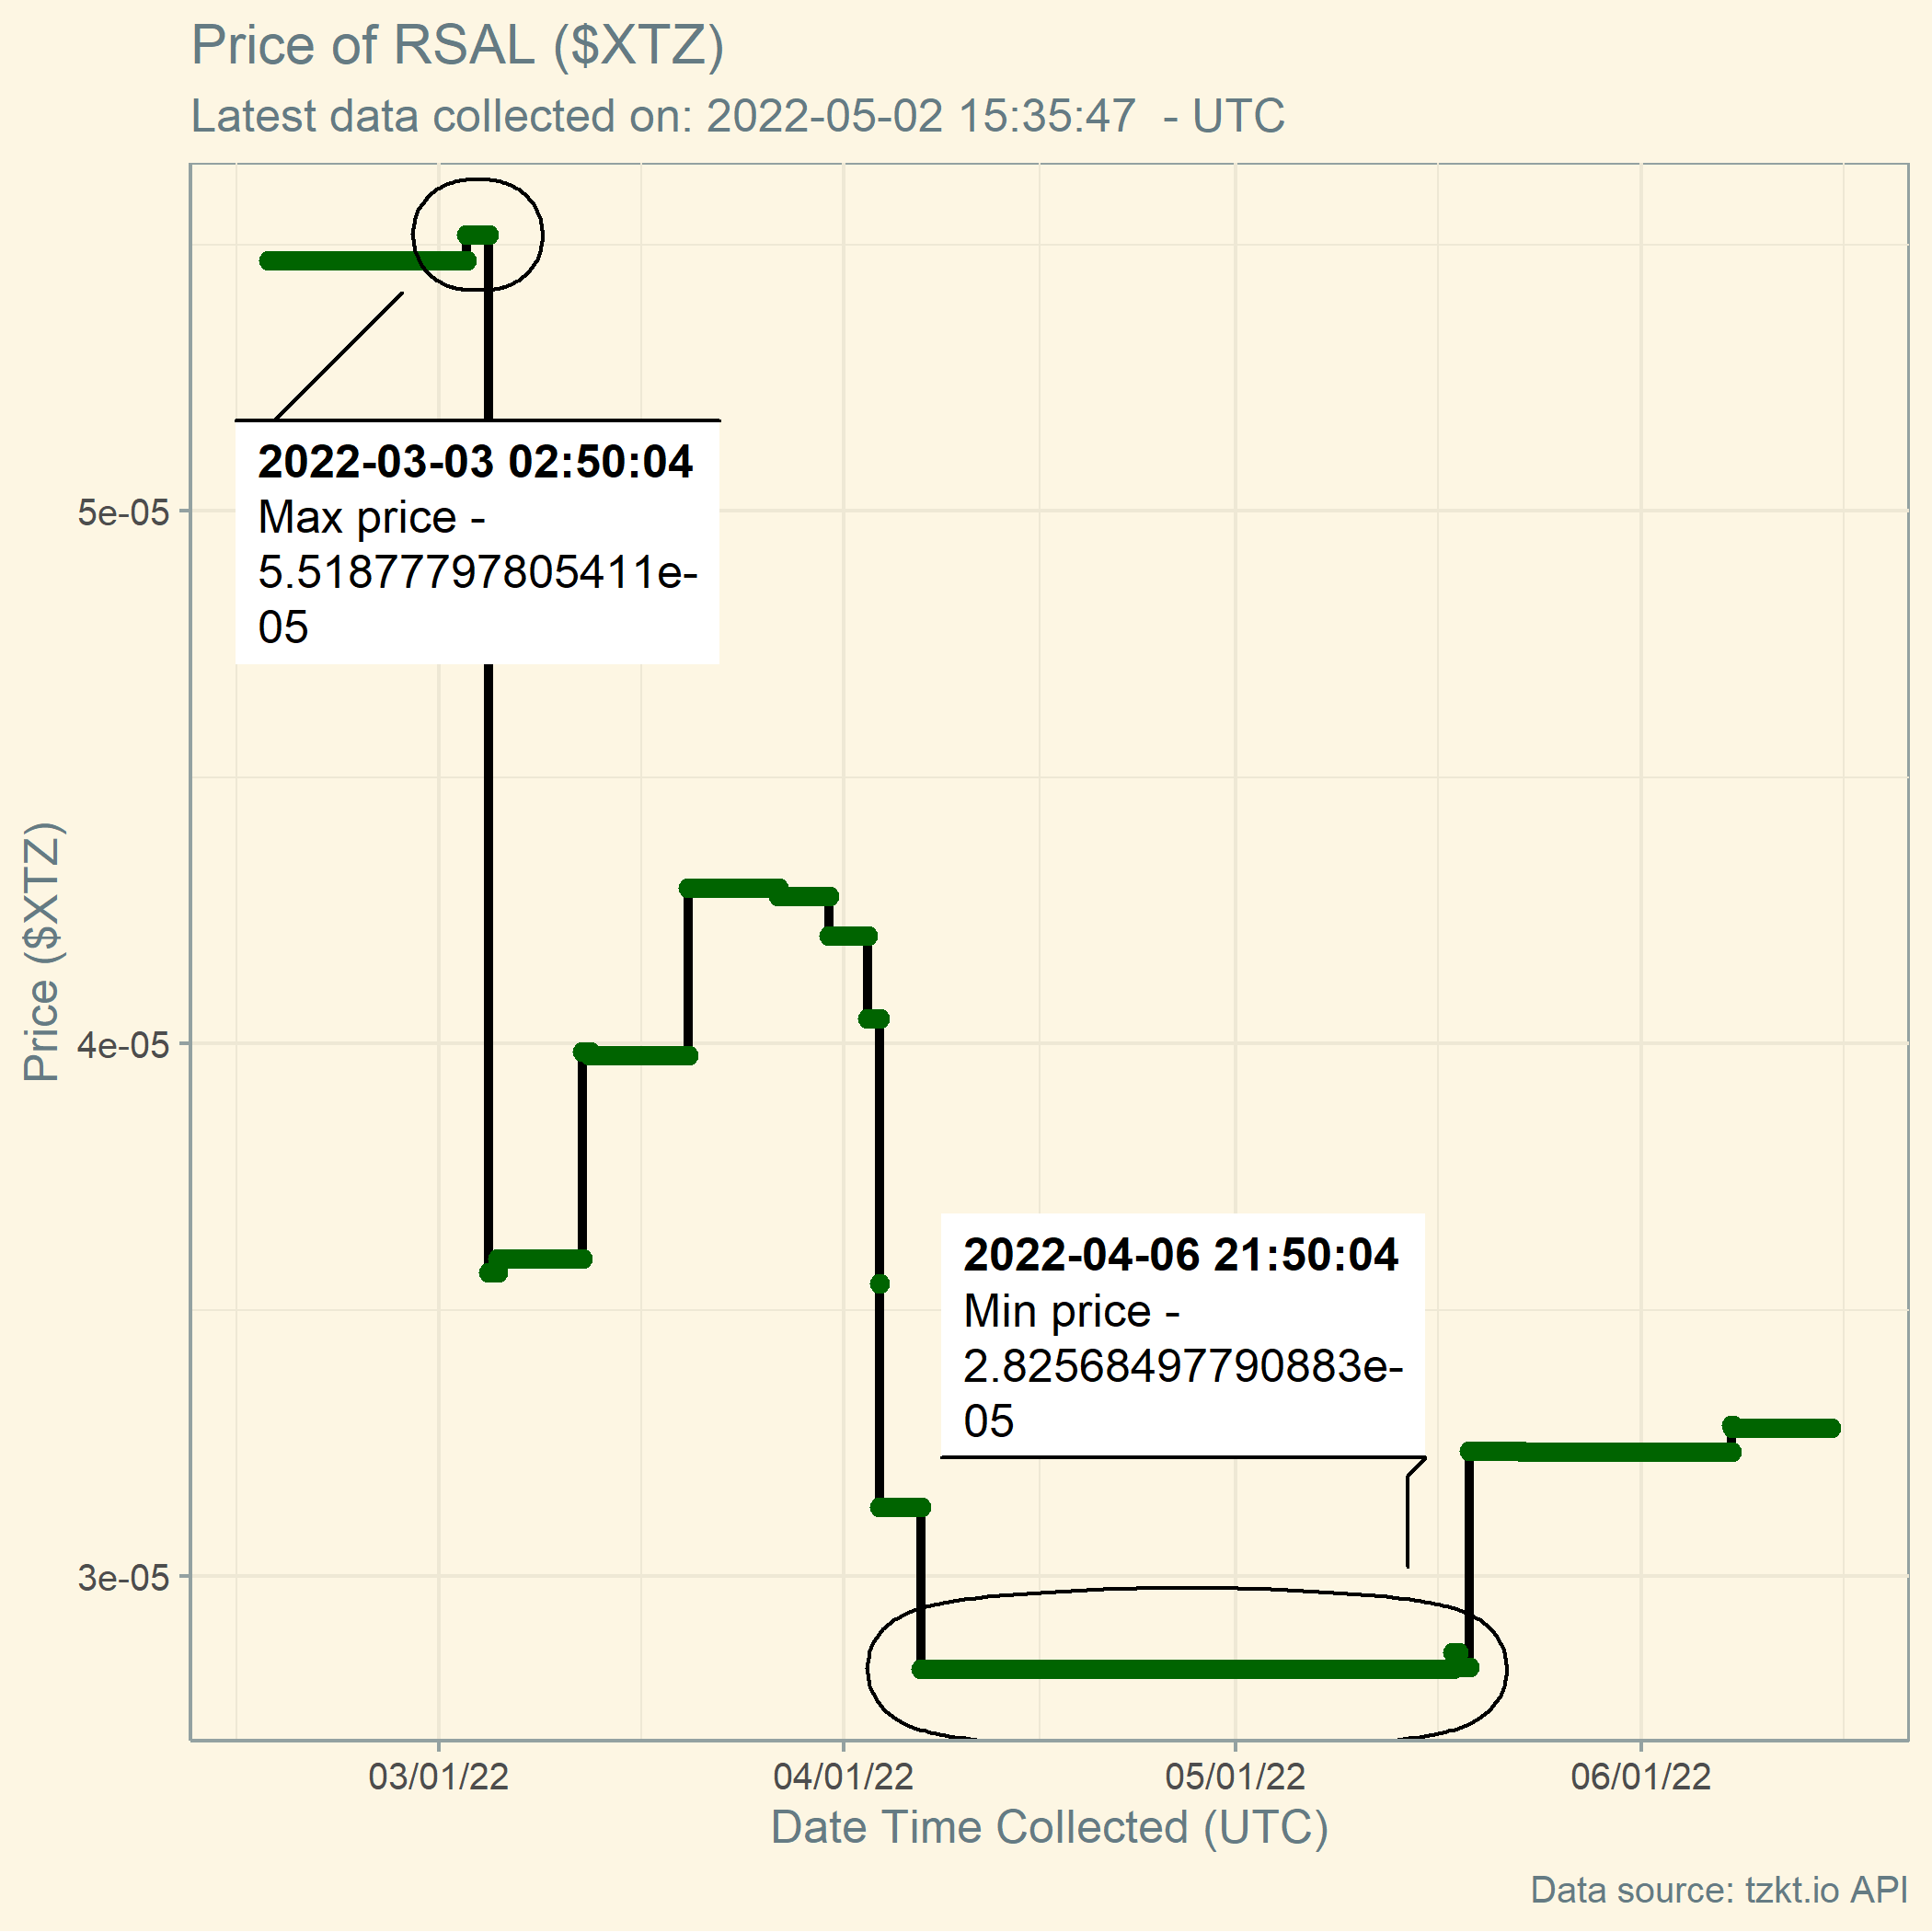 Price of RSAL ($XTZ)
Latest data collected on: 2022-05-02 15:35:47  - UTC
2022-03-03 02:50:04
Max price -
5.51877797805411e-
05
5e-05
Price ($XTZ)
4e-05
2022-04-06 21:50:04
Min price -
2.82568497790883e-
05
3e-05
03/01/22
04/01/22
05/01/22
06/01/22
Date Time Collected (UTC)
Data source: tzkt.io API